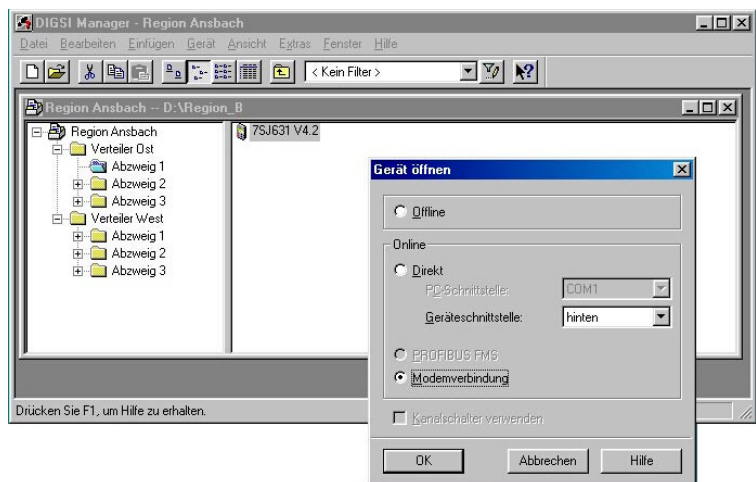 DIGSI Manager - Region Ansbach
Datei Bearbeiten Einfügen Gerät Ansicht Extras Fenster Hilfe
< Kein Filter >
Region Ansbach -- D:\Region_B
Region Ansbach
Verteiler Ost
Abzweig 1
Abzweig 2
Abzweig 3
Verteiler West
Abzweig 1
Abzweig 2
Abzweig 3
7SJ631 V4.2
Gerät öffnen
Offline
Online
Direkt
PC-Schnittstelle: COM1
Geräteschnittstelle: hinten
PROFIBUS FMS
Modemverbindung
Kanalschalter verwenden
OK Abbrechen Hilfe
Drücken Sie F1, um Hilfe zu erhalten.